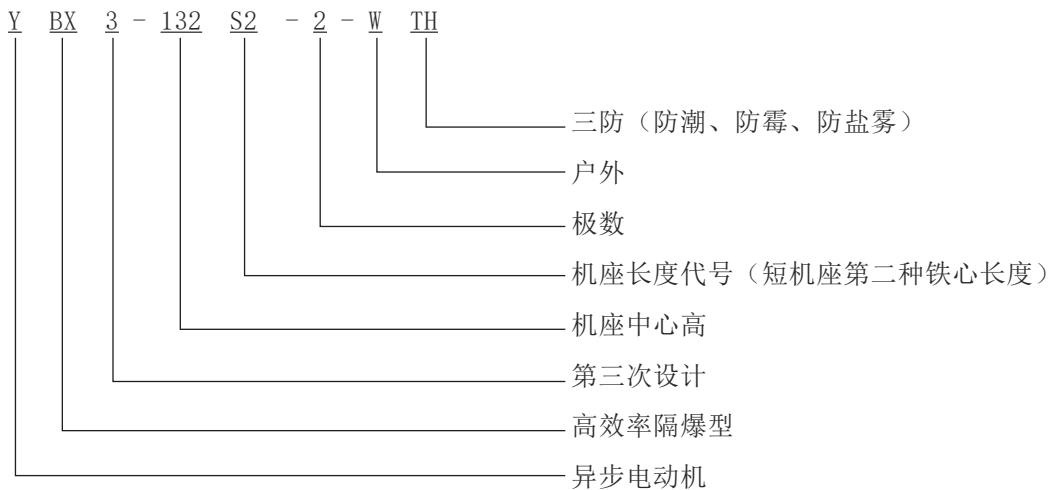 Y BX 3 - 132 S2 - 2 - W TH
三防（防潮、防霉、防盐雾）
户外
极数
机座长度代号（短机座第二种铁心长度）
机座中心高
第三次设计
高效率隔爆型
异步电动机